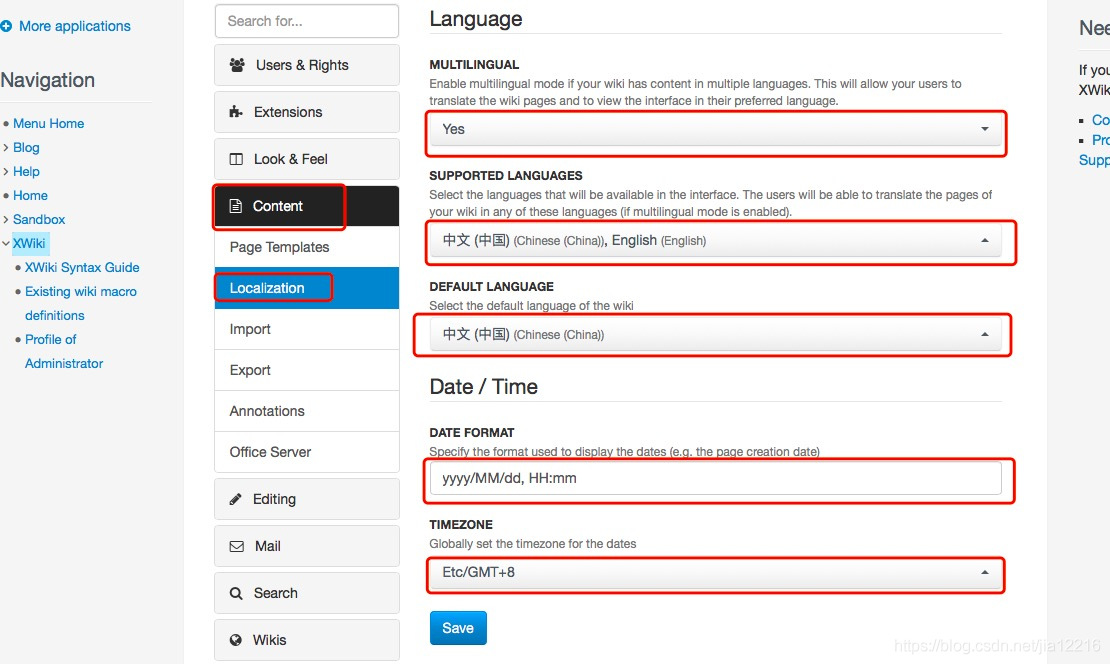 More applications
Navigation
Menu Home
Blog
Help
Home
Sandbox
XWiki
XWiki Syntax Guide
Existing wiki macro
definitions
Profile of
Administrator
Search for...
Users & Rights
Extensions
Look & Feel
Content
Page Templates
Localization
Import
Export
Annotations
Office Server
Editing
Mail
Search
Wikis
Language
MULTILINGUAL
Enable multilingual mode if your wiki has content in multiple languages. This will allow your users to
translate the wiki pages and to view the interface in their preferred language.
Yes
SUPPORTED LANGUAGES
Select the languages that will be available in the interface. The users will be able to translate the pages of
your wiki in any of these languages (if multilingual mode is enabled).
中文 (中国) (Chinese (China)), English (English)
DEFAULT LANGUAGE
Select the default language of the wiki
中文 (中国) (Chinese (China))
Date / Time
DATE FORMAT
Specify the format used to display the dates (e.g. the page creation date)
yyyy/MM/dd, HH:mm
TIMEZONE
Globally set the timezone for the dates
Etc/GMT+8
Save
Nee
If you
XWik
Co
Pro
Supp
https://blog.csdn.net/jia12216